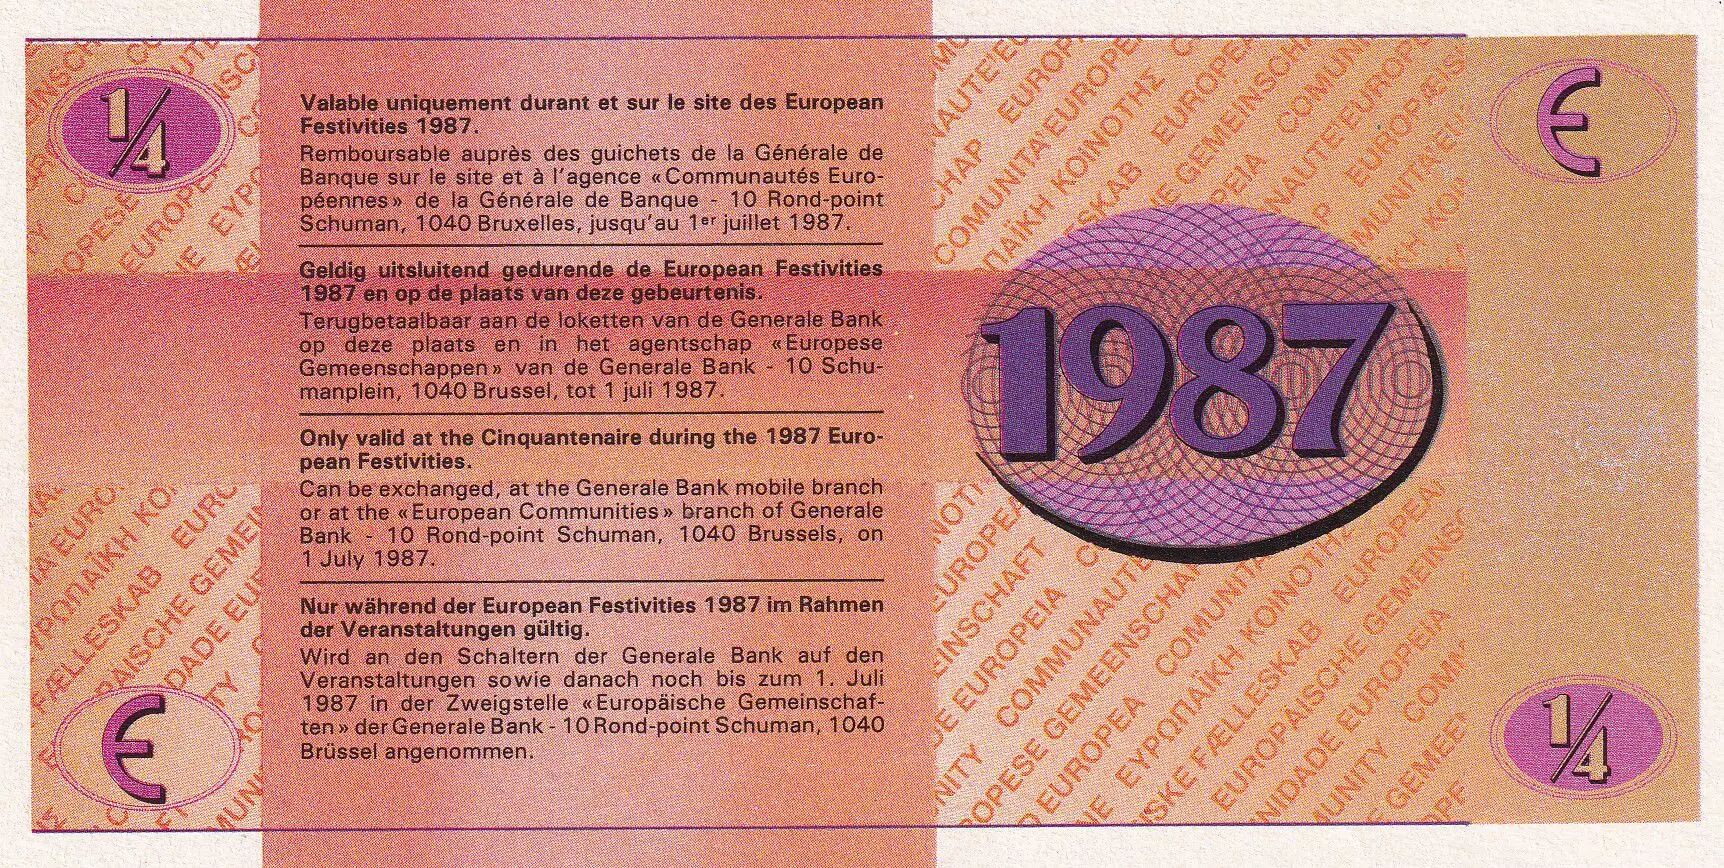 1/4
Є
Valable uniquement durant et sur le site des European
Festivities 1987.
Remboursable auprès des guichets de la Générale de
Banque sur le site et à l'agence «Communautés Euro-
péennes» de la Générale de Banque - 10 Rond-point
Schuman, 1040 Bruxelles, jusqu'au 1er juillet 1987.
Geldig uitsluitend gedurende de European Festivities
1987 en op de plaats van deze gebeurtenis.
Terugbetaalbaar aan de loketten van de Generale Bank
op deze plaats en in het agentschap «Europese
Gemeenschappen» van de Generale Bank - 10 Schu-
manplein, 1040 Brussel, tot 1 juli 1987.
Only valid at the Cinquantenaire during the 1987 Euro-
pean Festivities.
Can be exchanged, at the Generale Bank mobile branch
or at the «European Communities» branch of Generale
Bank - 10 Rond-point Schuman, 1040 Brussels, on
1 July 1987.
Nur während der European Festivities 1987 im Rahmen
der Veranstaltungen gültig.
Wird an den Schaltern der Generale Bank auf den
Veranstaltungen sowie danach noch bis zum 1. Juli
1987 in der Zweigstelle «Europäische Gemeinschaf-
ten» der Generale Bank - 10 Rond-point Schuman, 1040
Brüssel angenommen.
1987
Є
1/4